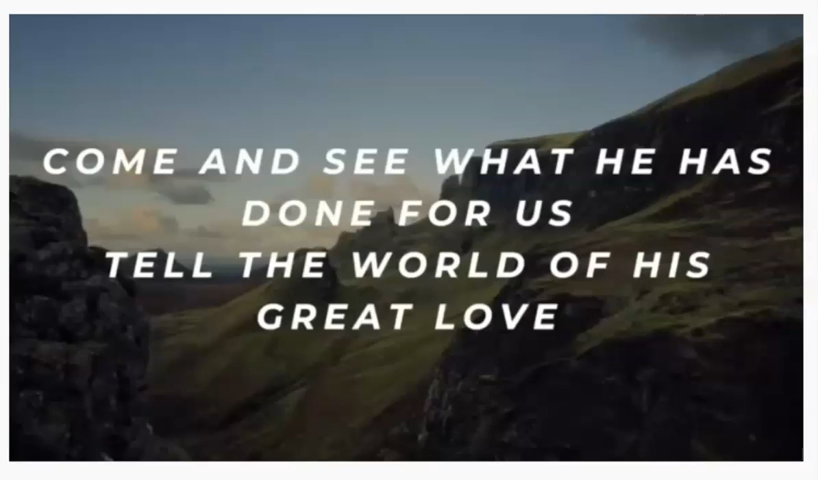 COME AND SEE WHAT HE HAS
DONE FOR US
TELL THE WORLD OF HIS
GREAT LOVE